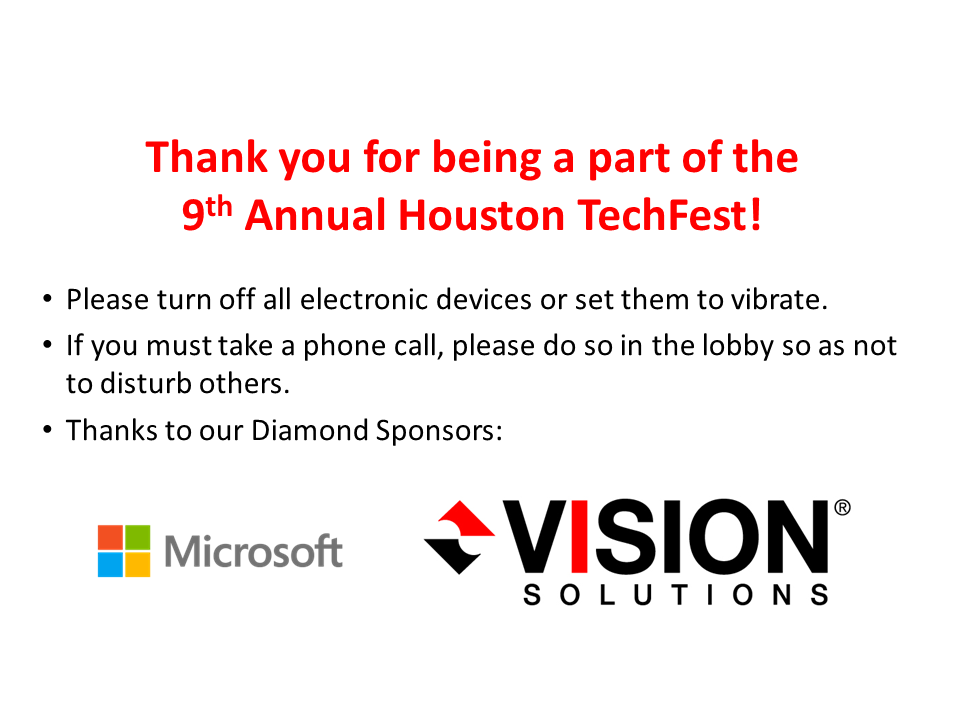 Thank you for being a part of the
9th Annual Houston TechFest!
• Please turn off all electronic devices or set them to vibrate.
• If you must take a phone call, please do so in the lobby so as not
to disturb others.
• Thanks to our Diamond Sponsors:
Microsoft
VISION®
SOLUTIONS